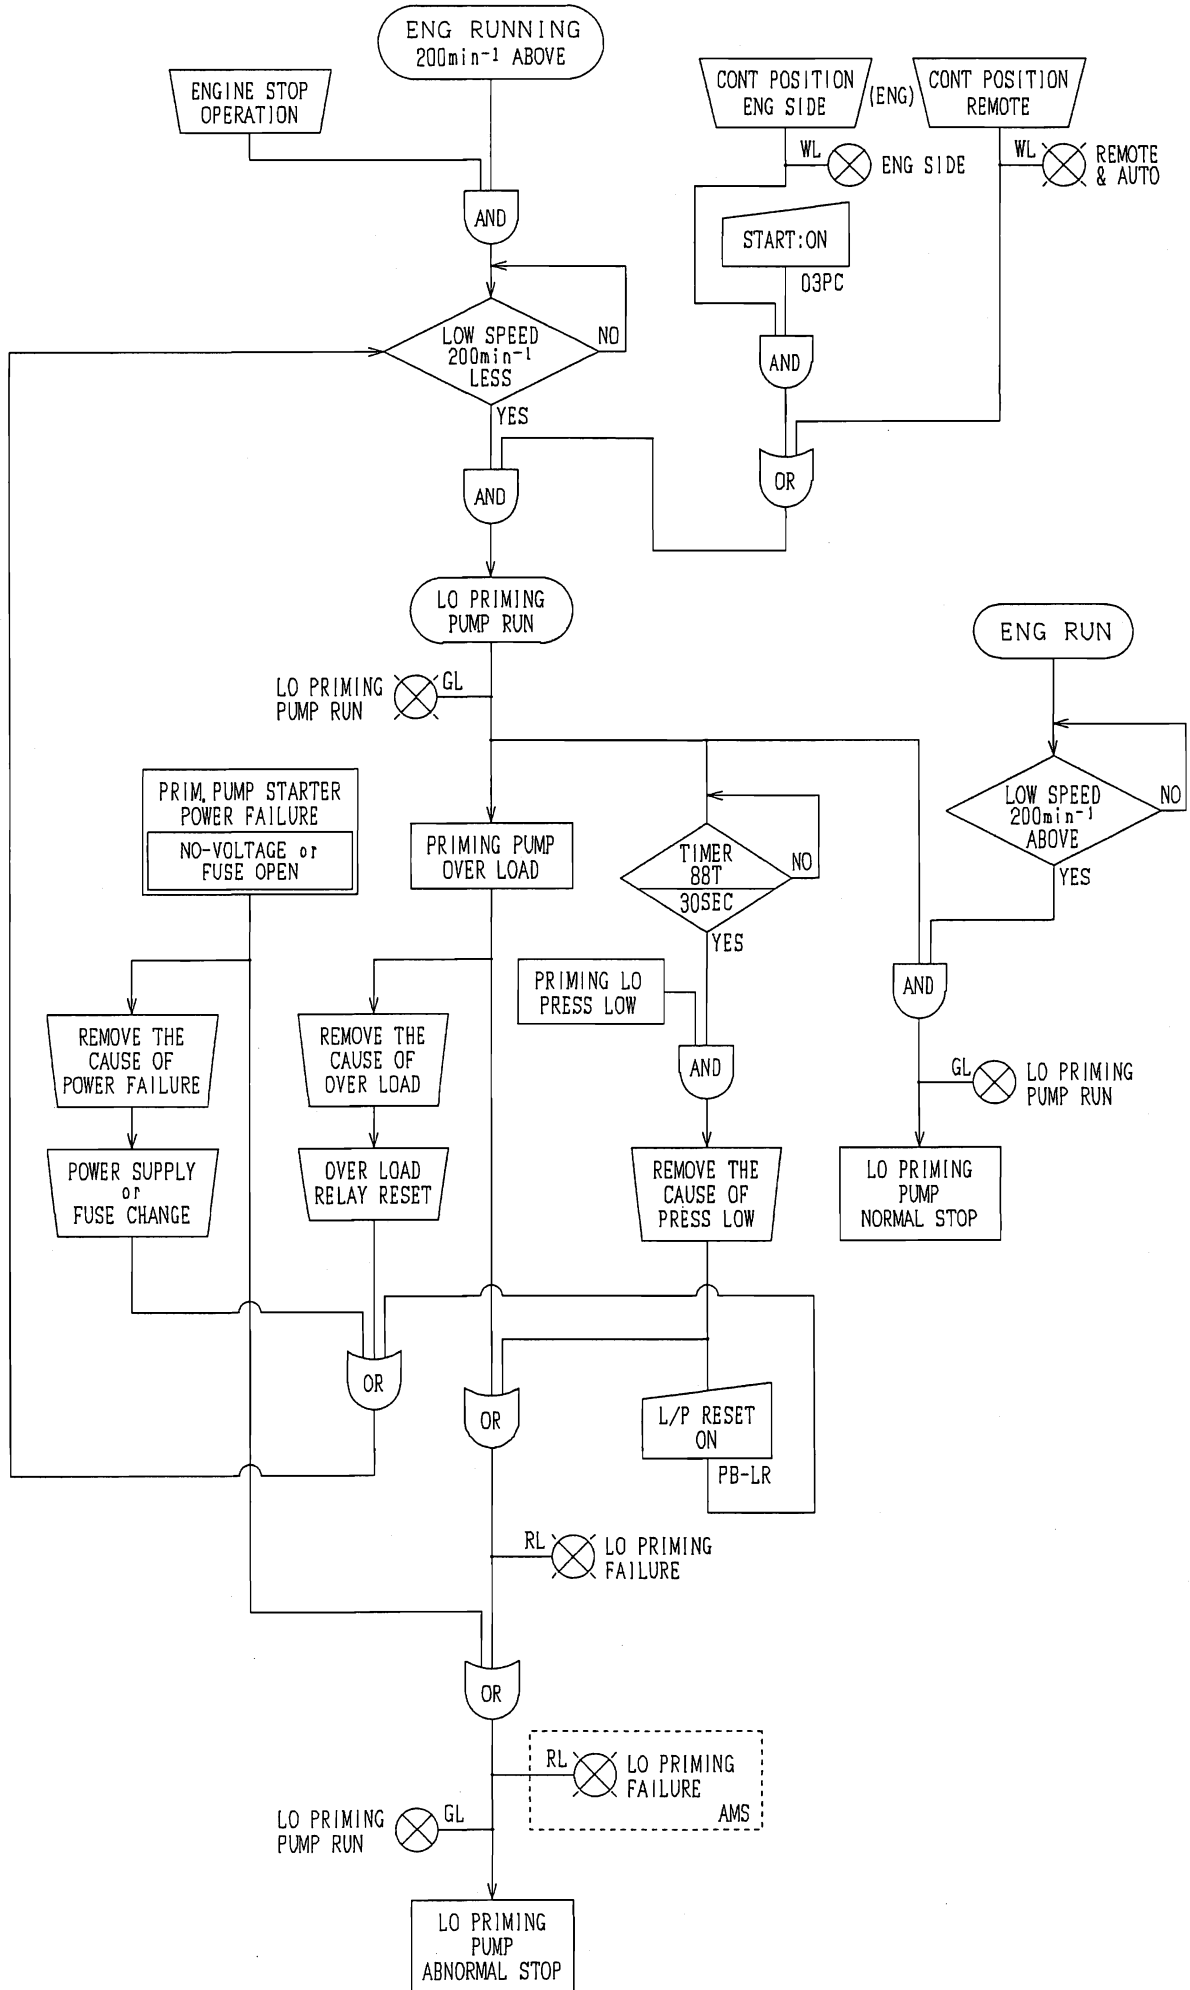 ENG RUNNING
200min⁻¹ ABOVE
ENGINE STOP
OPERATION
CONT POSITION
ENG SIDE
(ENG)
CONT POSITION
REMOTE
WL
ENG SIDE
WL
REMOTE
& AUTO
AND
START:ON
03PC
LOW SPEED
200min⁻¹
LESS
NO
YES
AND
OR
AND
LO PRIMING
PUMP RUN
ENG RUN
LO PRIMING
PUMP RUN
GL
PRIM. PUMP STARTER
POWER FAILURE
NO-VOLTAGE or
FUSE OPEN
PRIMING PUMP
OVER LOAD
TIMER
88T
30SEC
NO
YES
LOW SPEED
200min⁻¹
ABOVE
NO
YES
PRIMING LO
PRESS LOW
AND
AND
REMOVE THE
CAUSE OF
POWER FAILURE
REMOVE THE
CAUSE OF
OVER LOAD
GL
LO PRIMING
PUMP RUN
POWER SUPPLY
or
FUSE CHANGE
OVER LOAD
RELAY RESET
REMOVE THE
CAUSE OF
PRESS LOW
LO PRIMING
PUMP
NORMAL STOP
OR
OR
L/P RESET
ON
PB-LR
RL
LO PRIMING
FAILURE
OR
RL
LO PRIMING
FAILURE
AMS
LO PRIMING
PUMP RUN
GL
LO PRIMING
PUMP
ABNORMAL STOP